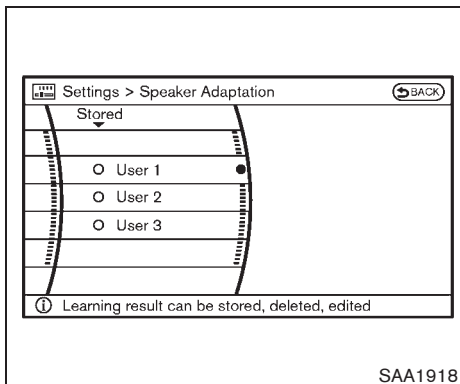 Settings > Speaker Adaptation
BACK
Stored
User 1
User 2
User 3
Learning result can be stored, deleted, edited
SAA1918